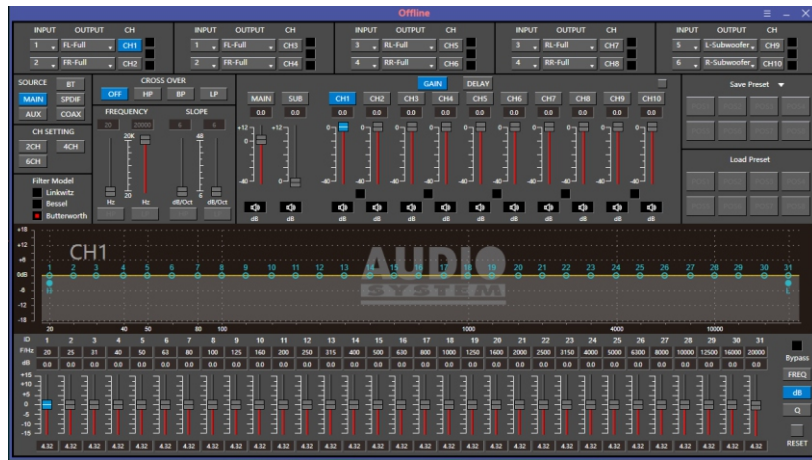 Offline
INPUT OUTPUT CH INPUT OUTPUT CH INPUT OUTPUT CH INPUT OUTPUT CH INPUT OUTPUT CH
1 FL-Full CH1 1 FL-Full CH3 3 RL-Full CH5 3 RL-Full CH7 5 L-Subwoofer CH9
2 FR-Full CH2 2 FR-Full CH4 4 RR-Full CH6 4 RR-Full CH8 6 R-Subwoofer CH10
SOURCE BT
MAIN SPDIF
AUX COAX
CH SETTING
2CH 4CH
6CH
Filter Model
Linkwitz
Bessel
Butterworth
CROSS OVER
OFF HP BP LP
FREQUENCY SLOPE
20 20000 6 6
20K 48
20 6
Hz Hz dB/Oct dB/Oct
GAIN DELAY
MAIN SUB CH1 CH2 CH3 CH4 CH5 CH6 CH7 CH8 CH9 CH10
0.0 0.0 0.0 0.0 0.0 0.0 0.0 0.0 0.0 0.0 0.0 0.0
+12 +12 0 0 0 0 0 0 0 0 0 0
0 0
-40 -40 -40 -40 -40 -40 -40 -40 -40 -40 -40 -40
dB dB dB dB dB dB dB dB dB dB dB dB
Save Preset
Load Preset
+18
+12
+6
0dB
-6
-12
-18
CH1
AUDIO
SYSTEM
1 2 3 4 5 6 7 8 9 10 11 12 13 14 15 16 17 18 19 20 21 22 23 24 25 26 27 28 29 30 31
H L
20 40 50 80 100 1000 4000 10000
ID 1 2 3 4 5 6 7 8 9 10 11 12 13 14 15 16 17 18 19 20 21 22 23 24 25 26 27 28 29 30 31
F/Hz 20 25 31 40 50 63 80 100 125 160 200 250 315 400 500 630 800 1000 1250 1600 2000 2500 3150 4000 5000 6300 8000 10000 12500 16000 20000
dB 0.0 0.0 0.0 0.0 0.0 0.0 0.0 0.0 0.0 0.0 0.0 0.0 0.0 0.0 0.0 0.0 0.0 0.0 0.0 0.0 0.0 0.0 0.0 0.0 0.0 0.0 0.0 0.0 0.0 0.0 0.0
+15
+10
+5
0
-5
-10
-15
4.32 4.32 4.32 4.32 4.32 4.32 4.32 4.32 4.32 4.32 4.32 4.32 4.32 4.32 4.32 4.32 4.32 4.32 4.32 4.32 4.32 4.32 4.32 4.32 4.32 4.32 4.32 4.32 4.32 4.32 4.32
Bypass
FREQ
dB
Q
RESET